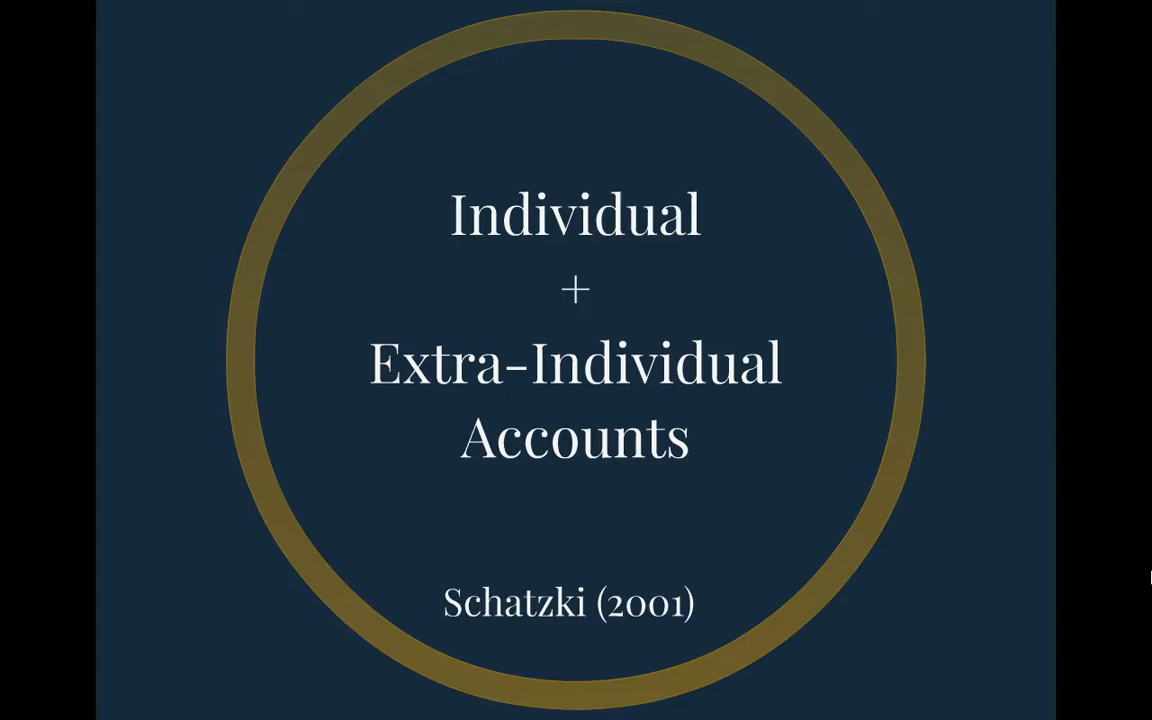 Individual
+
Extra-Individual
Accounts
Schatzki (2001)